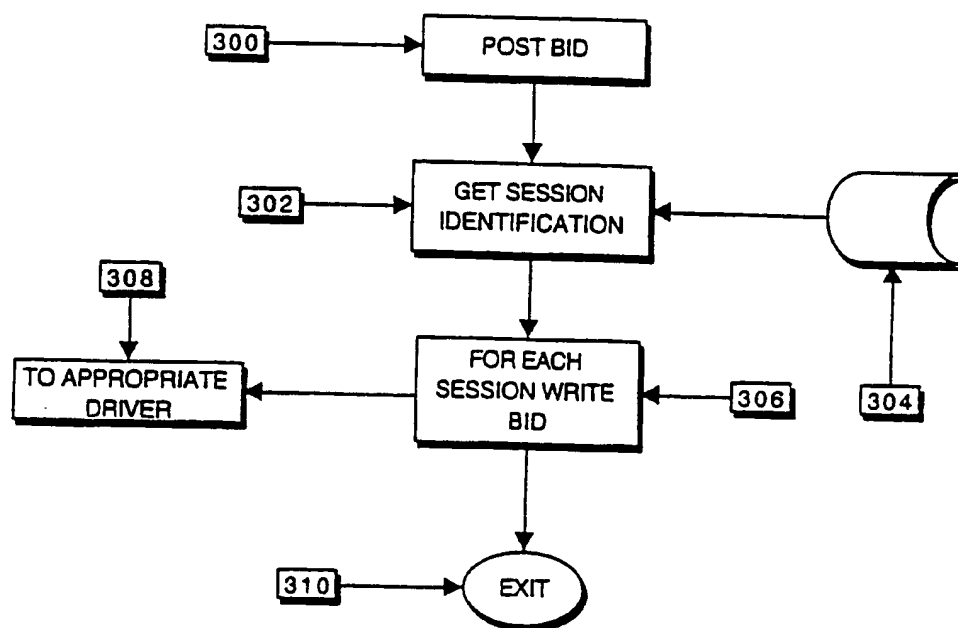 300
POST BID
302
GET SESSION
IDENTIFICATION
308
TO APPROPRIATE
DRIVER
FOR EACH
SESSION WRITE
BID
306
304
310
EXIT